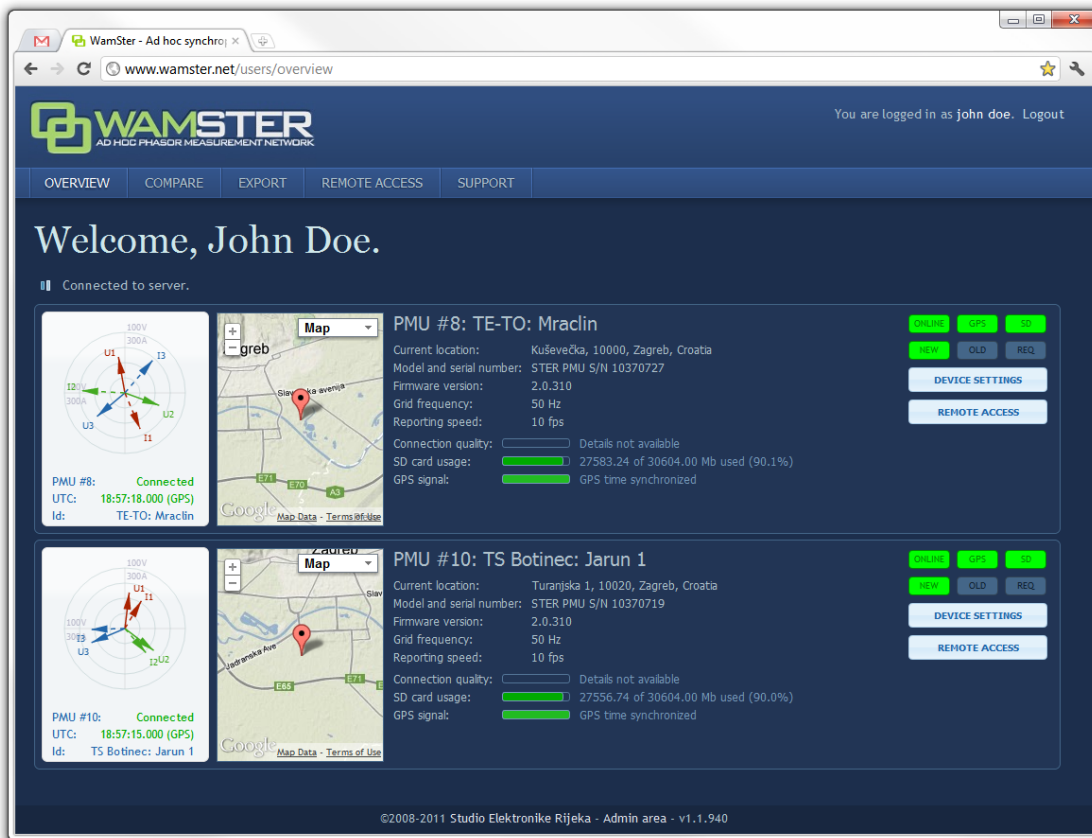 WamSter - Ad hoc synchro
www.wamster.net/users/overview
WAMSTER
AD HOC PHASOR MEASUREMENT NETWORK
You are logged in as john doe. Logout
OVERVIEW COMPARE EXPORT REMOTE ACCESS SUPPORT
Welcome, John Doe.
Connected to server.
100V
300A
U1
I3
I2
300A
U2
U3
I1
PMU #8: Connected
UTC: 18:57:18.000 (GPS)
Id: TE-TO: Mraclin
+
−
Map
greb
Slav avenija
E71
E70
A3
Google
Map Data - Terms of Use
PMU #8: TE-TO: Mraclin
Current location: Kuševečka, 10000, Zagreb, Croatia
Model and serial number: STER PMU S/N 10370727
Firmware version: 2.0.310
Grid frequency: 50 Hz
Reporting speed: 10 fps
Connection quality: Details not available
SD card usage: 27583.24 of 30604.00 Mb used (90.1%)
GPS signal: GPS time synchronized
ONLINE GPS SD
NEW OLD REQ
DEVICE SETTINGS
REMOTE ACCESS
100V
300A
U1
I1
100V
I3
U3
I2
U2
PMU #10: Connected
UTC: 18:57:15.000 (GPS)
Id: TS Botinec: Jarun 1
Zagreb
+
−
Map
Slav
Jadranska Ave
E71
E65
Google
Map Data - Terms of Use
PMU #10: TS Botinec: Jarun 1
Current location: Turanjska 1, 10020, Zagreb, Croatia
Model and serial number: STER PMU S/N 10370719
Firmware version: 2.0.310
Grid frequency: 50 Hz
Reporting speed: 10 fps
Connection quality: Details not available
SD card usage: 27556.74 of 30604.00 Mb used (90.0%)
GPS signal: GPS time synchronized
ONLINE GPS SD
NEW OLD REQ
DEVICE SETTINGS
REMOTE ACCESS
©2008-2011 Studio Elektronike Rijeka - Admin area - v1.1.940